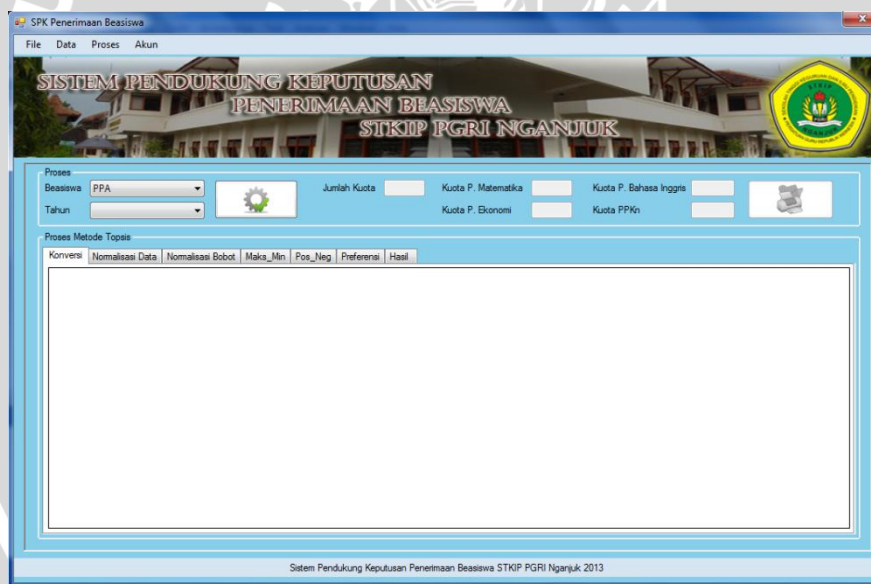 SPK Penerimaan Beasiswa
File Data Proses Akun
SISTEM PENDUKUNG KEPUTUSAN
PENERIMAAN BEASISWA
STKIP PGRI NGANJUK
STKIP
NGANJUK
Proses
Beasiswa PPA Jumlah Kuota Kuota P. Matematika Kuota P. Bahasa Inggris
Tahun Kuota P. Ekonomi Kuota PPKn
Proses Metode Topsis
Konversi Normalisasi Data Normalisasi Bobot Maks_Min Pos_Neg Preferensi Hasil
Sistem Pendukung Keputusan Penerimaan Beasiswa STKIP PGRI Nganjuk 2013